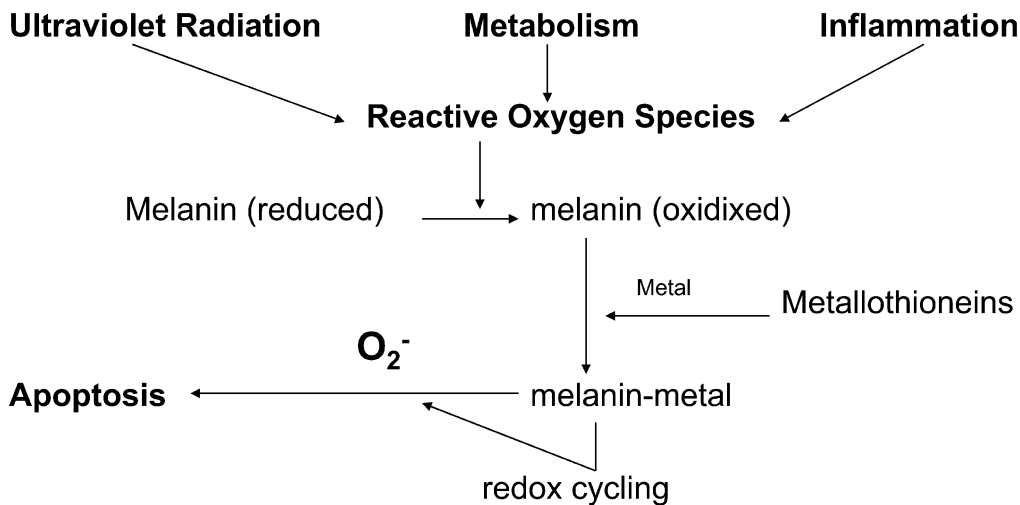 Ultraviolet Radiation
Metabolism
Inflammation
Reactive Oxygen Species
Melanin (reduced)
melanin (oxidixed)
Metal
Metallothioneins
O₂⁻
Apoptosis
melanin-metal
redox cycling